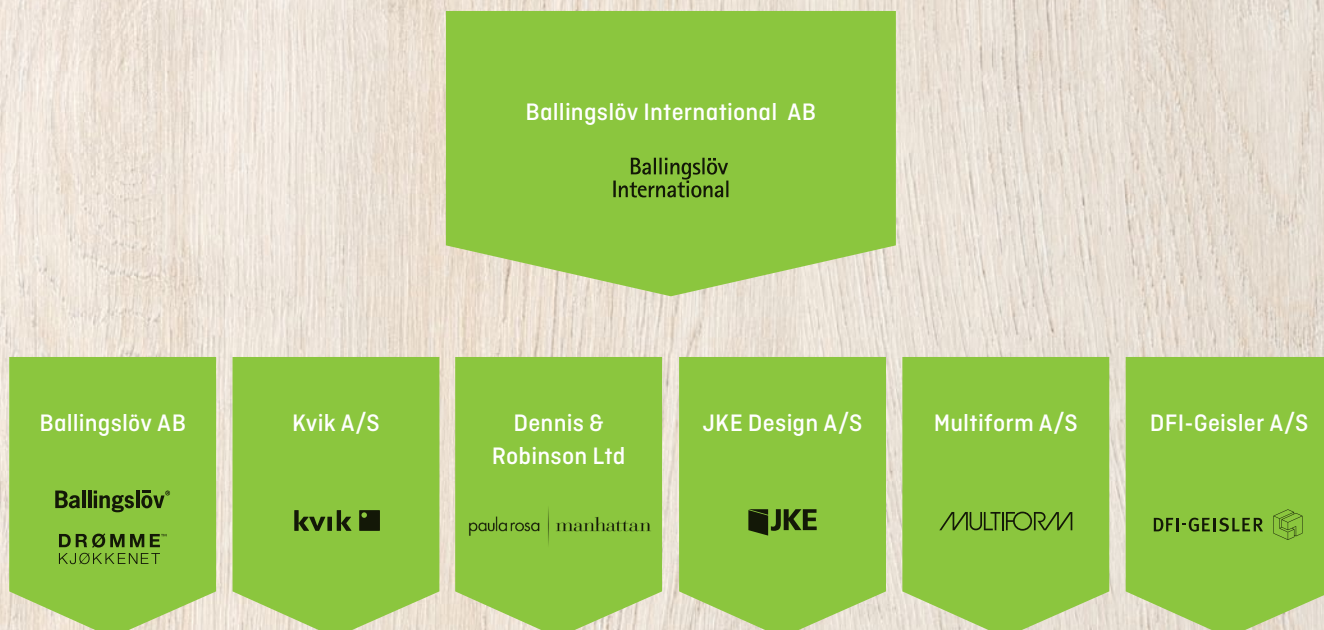 Ballingslöv International AB
Ballingslöv
International
Ballingslöv AB
Ballingslöv®
DRØMME™
KJØKKENET
Kvik A/S
kvik
Dennis &
Robinson Ltd
paula rosa | manhattan
JKE Design A/S
JKE
Multiform A/S
MULTIFORM
DFI-Geisler A/S
DFI-GEISLER